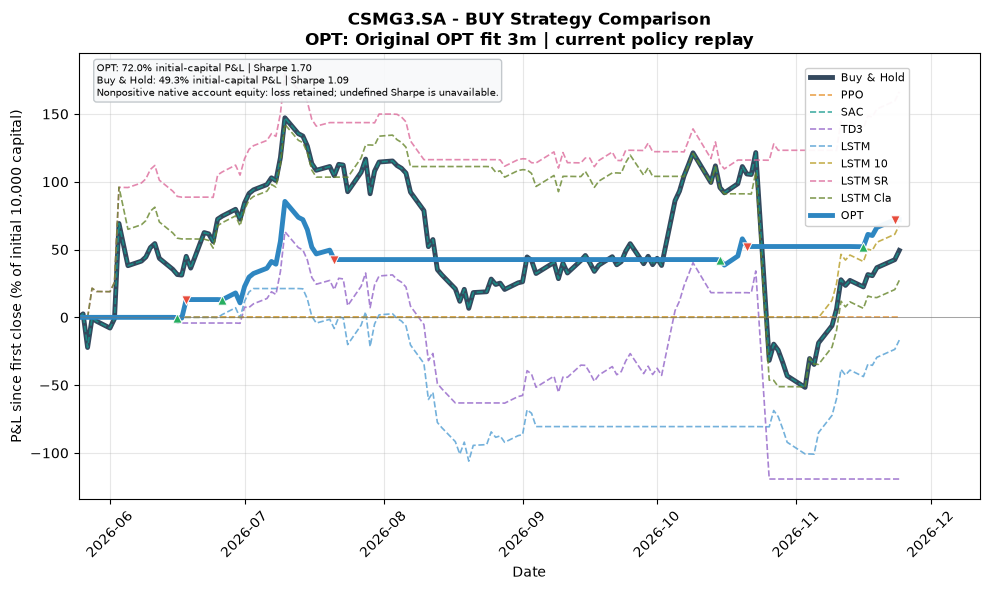 CSMG3.SA - BUY Strategy Comparison
OPT: Original OPT fit 3m | current policy replay
OPT: 72.0% initial-capital P&L | Sharpe 1.70
Buy & Hold: 49.3% initial-capital P&L | Sharpe 1.09
Nonpositive native account equity: loss retained; undefined Sharpe is unavailable.
Buy & Hold
PPO
SAC
TD3
LSTM
LSTM 10
LSTM SR
LSTM Cla
OPT
P&L since first close (% of initial 10,000 capital)
150
100
50
0
−50
−100
2026-06
2026-07
2026-08
2026-09
2026-10
2026-11
2026-12
Date